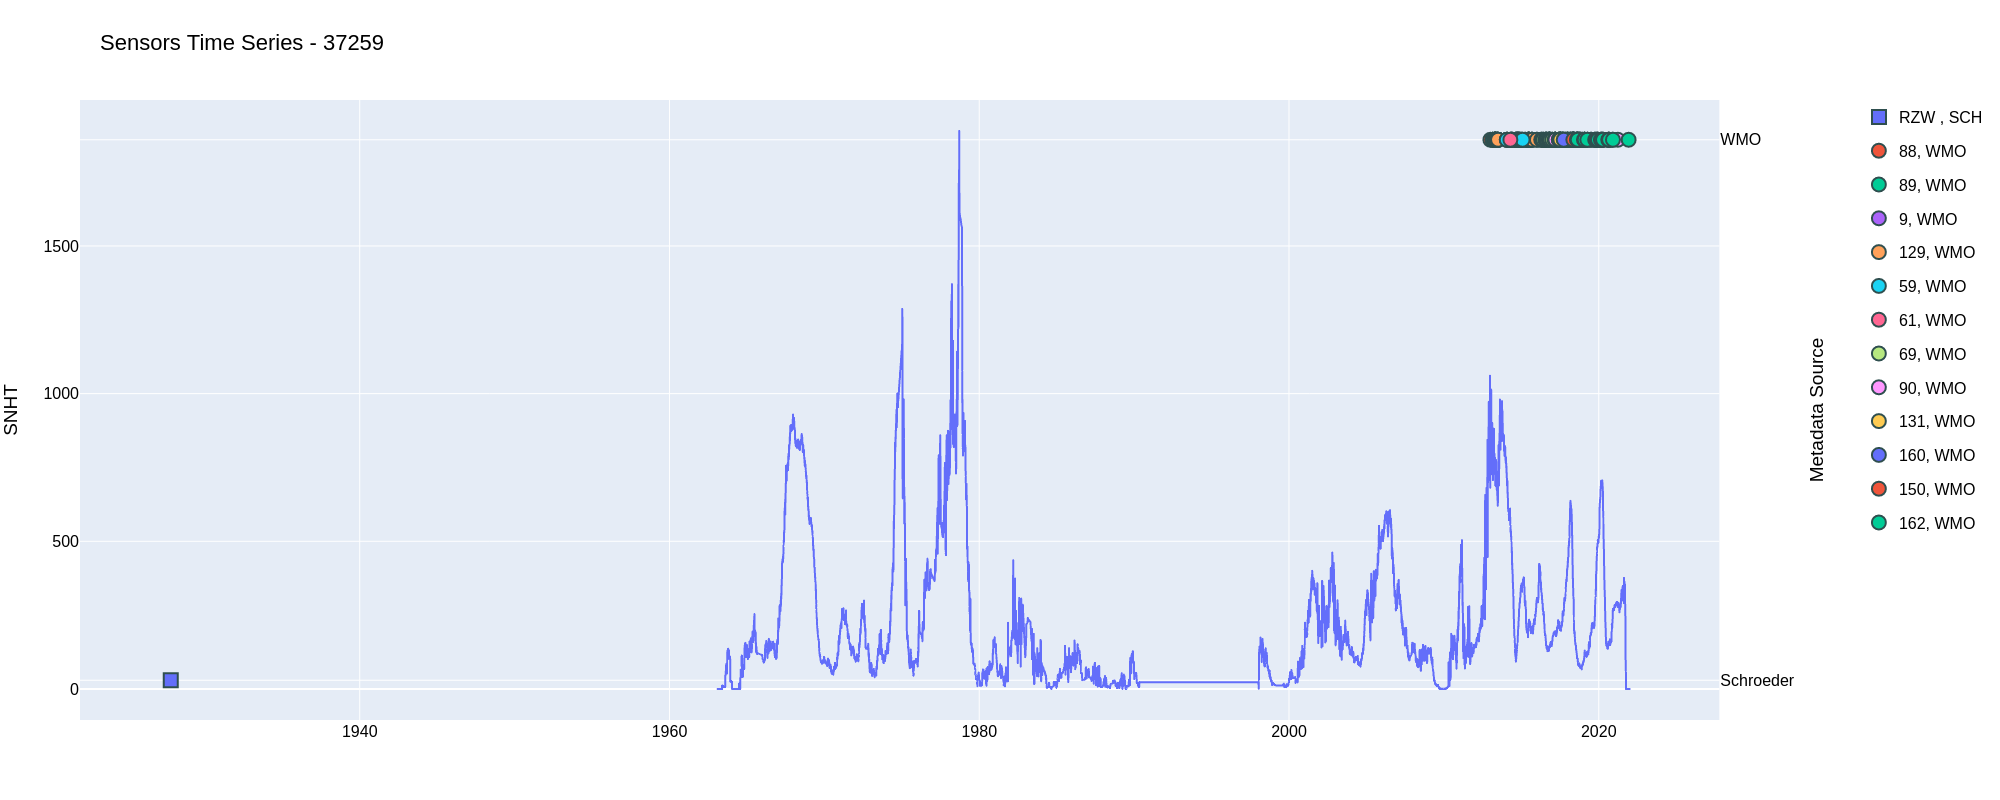 Sensors Time Series - 37259
SNHT
1500
1000
500
0
1940
1960
1980
2000
2020
WMO
Schroeder
Metadata Source
RZW , SCH
88, WMO
89, WMO
9, WMO
129, WMO
59, WMO
61, WMO
69, WMO
90, WMO
131, WMO
160, WMO
150, WMO
162, WMO